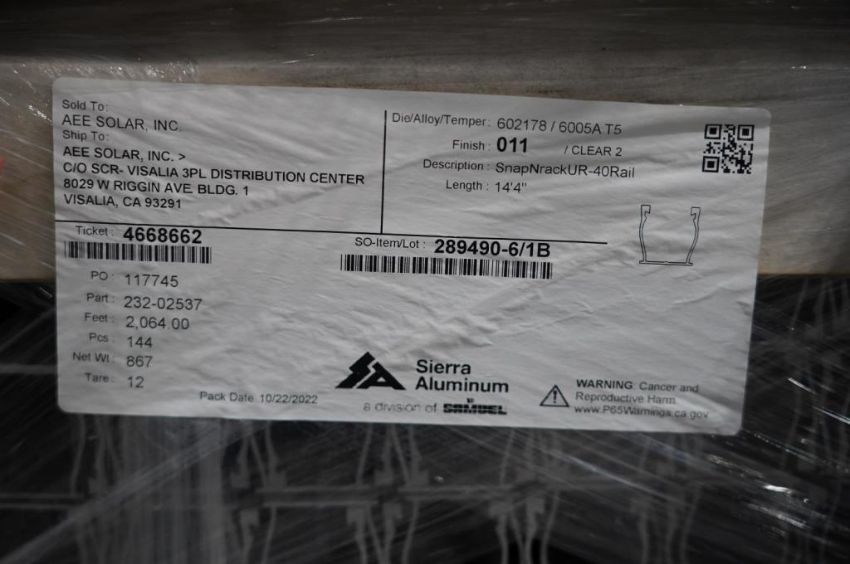 Sold To:
AEE SOLAR, INC.
Ship To:
AEE SOLAR, INC. >
C/O SCR- VISALIA 3PL DISTRIBUTION CENTER
8029 W RIGGIN AVE BLDG. 1
VISALIA, CA 93291
Die/Alloy/Temper: 602178 / 6005A T5
Finish: 011 / CLEAR 2
Description: SnapNrackUR-40Rail
Length: 14'4"
Ticket: 4668662
SO-Item/Lot: 289490-6/1B
PO: 117745
Part: 232-02537
Feet: 2,064.00
Pcs: 144
Net Wt: 867
Tare: 12
Pack Date 10/22/2022
Sierra
Aluminum
a division of SAMUEL
WARNING: Cancer and
Reproductive Harm
www.P65Warnings.ca.gov